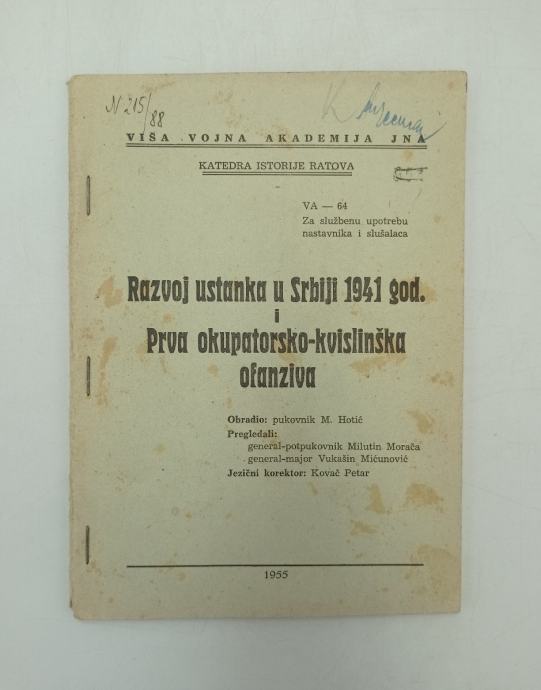 N 215/88
VIŠA VOJNA AKADEMIJA JNA
KATEDRA ISTORIJE RATOVA
VA — 64
Za službenu upotrebu
nastavnika i slušalaca
Razvoj ustanka u Srbiji 1941 god.
i
Prva okupatorsko-kvislinška
ofanziva
Obradio: pukovnik M. Hotić
Pregledali:
general-potpukovnik Milutin Morača
general-major Vukašin Mićunović
Jezični korektor: Kovač Petar
1955